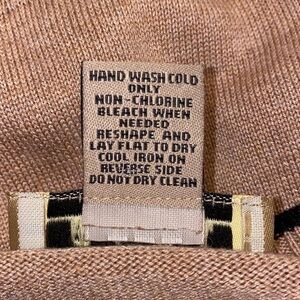 HAND WASH COLD
ONLY
NON-CHLORINE
BLEACH WHEN
NEEDED
RESHAPE AND
LAY FLAT TO DRY
COOL IRON ON
REVERSE SIDE
DO NOT DRY CLEAN